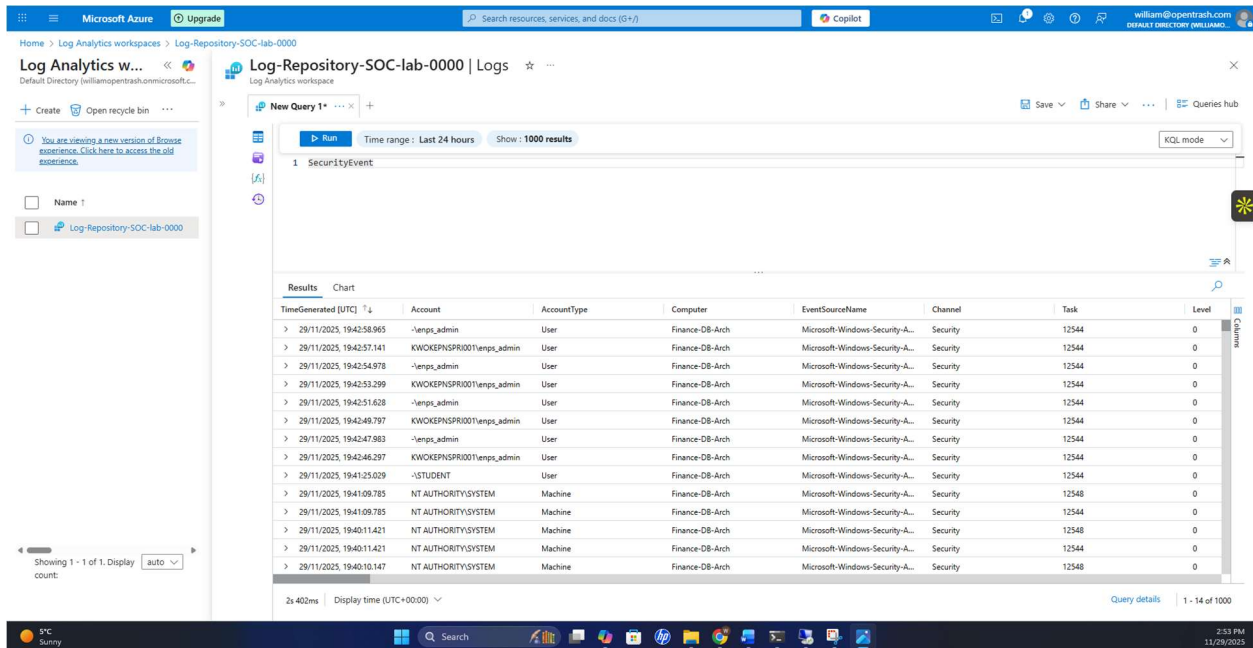 Microsoft Azure
Upgrade
Search resources, services, and docs (G+/)
Copilot
william@opentrash.com
DEFAULT DIRECTORY (WILLIAMO...
Home > Log Analytics workspaces > Log-Repository-SOC-lab-0000
Log Analytics w...
Default Directory (williamopentrash.onmicrosoft.c...
+ Create Open recycle bin ...
You are viewing a new version of Browse
experience. Click here to access the old
experience.
Name ↑
Log-Repository-SOC-lab-0000
Showing 1 - 1 of 1. Display auto
count:
Log-Repository-SOC-lab-0000 | Logs
Log Analytics workspace
New Query 1* ... × +
Save Share ... | Queries hub
Run Time range : Last 24 hours Show : 1000 results KQL mode
1 SecurityEvent
Results Chart
TimeGenerated [UTC] ↑↓ Account AccountType Computer EventSourceName Channel Task Level
> 29/11/2025, 19:42:58.965 -\enps_admin User Finance-DB-Arch Microsoft-Windows-Security-A... Security 12544 0
> 29/11/2025, 19:42:57.141 KWOKEPNSPRI001\enps_admin User Finance-DB-Arch Microsoft-Windows-Security-A... Security 12544 0
> 29/11/2025, 19:42:54.978 -\enps_admin User Finance-DB-Arch Microsoft-Windows-Security-A... Security 12544 0
> 29/11/2025, 19:42:53.299 KWOKEPNSPRI001\enps_admin User Finance-DB-Arch Microsoft-Windows-Security-A... Security 12544 0
> 29/11/2025, 19:42:51.628 -\enps_admin User Finance-DB-Arch Microsoft-Windows-Security-A... Security 12544 0
> 29/11/2025, 19:42:49.797 KWOKEPNSPRI001\enps_admin User Finance-DB-Arch Microsoft-Windows-Security-A... Security 12544 0
> 29/11/2025, 19:42:47.983 -\enps_admin User Finance-DB-Arch Microsoft-Windows-Security-A... Security 12544 0
> 29/11/2025, 19:42:46.297 KWOKEPNSPRI001\enps_admin User Finance-DB-Arch Microsoft-Windows-Security-A... Security 12544 0
> 29/11/2025, 19:41:25.029 -\STUDENT User Finance-DB-Arch Microsoft-Windows-Security-A... Security 12544 0
> 29/11/2025, 19:41:09.785 NT AUTHORITY\SYSTEM Machine Finance-DB-Arch Microsoft-Windows-Security-A... Security 12548 0
> 29/11/2025, 19:41:09.785 NT AUTHORITY\SYSTEM Machine Finance-DB-Arch Microsoft-Windows-Security-A... Security 12544 0
> 29/11/2025, 19:40:11.421 NT AUTHORITY\SYSTEM Machine Finance-DB-Arch Microsoft-Windows-Security-A... Security 12548 0
> 29/11/2025, 19:40:11.421 NT AUTHORITY\SYSTEM Machine Finance-DB-Arch Microsoft-Windows-Security-A... Security 12544 0
> 29/11/2025, 19:40:10.147 NT AUTHORITY\SYSTEM Machine Finance-DB-Arch Microsoft-Windows-Security-A... Security 12548 0
Columns
2s 402ms Display time (UTC+00:00) Query details 1 - 14 of 1000
5°C
Sunny
Search
2:53 PM
11/29/2025